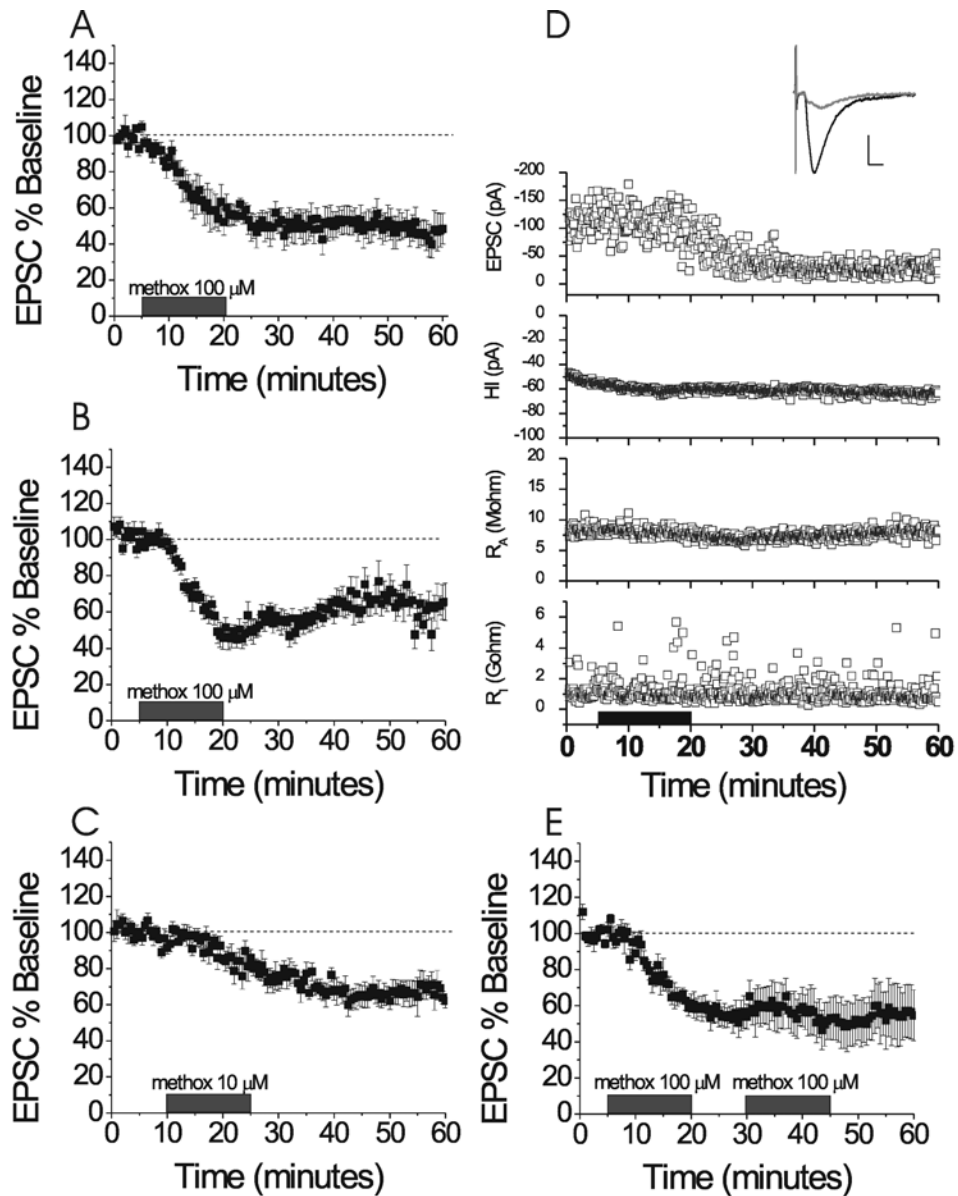 A
EPSC % Baseline
140
120
100
80
60
40
20
0
methox 100 μM
0 10 20 30 40 50 60
Time (minutes)
B
EPSC % Baseline
140
120
100
80
60
40
20
0
methox 100 μM
0 10 20 30 40 50 60
Time (minutes)
C
EPSC % Baseline
140
120
100
80
60
40
20
0
methox 10 μM
0 10 20 30 40 50 60
Time (minutes)
D
EPSC (pA)
-200
-150
-100
-50
0
HI (pA)
0
-20
-40
-60
-80
-100
RA (Mohm)
20
15
10
5
0
RI (Gohm)
8
6
4
2
0
0 10 20 30 40 50 60
Time (minutes)
E
EPSC % Baseline
140
120
100
80
60
40
20
0
methox 100 μM methox 100 μM
0 10 20 30 40 50 60
Time (minutes)